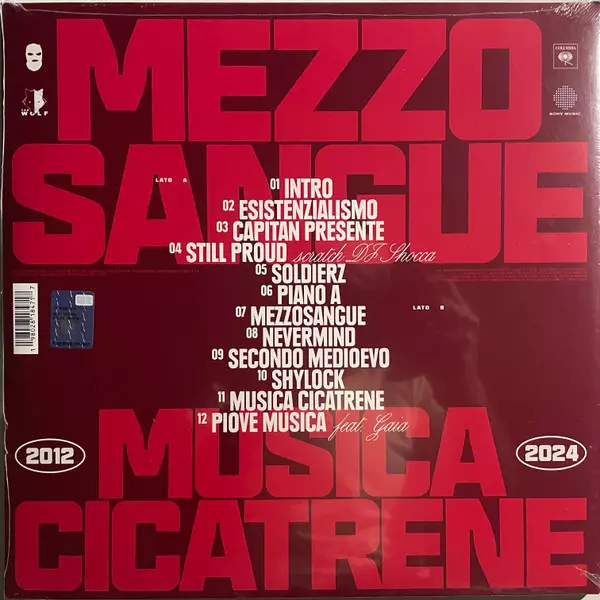 MEZZO
SANGUE
COLUMBIA
THE WOLF
SONY MUSIC
LATO A
01 INTRO
02 ESISTENZIALISMO
03 CAPITAN PRESENTE
04 STILL PROUD scratch DJ Shocca
05 SOLDIERZ
06 PIANO A
LATO B
07 MEZZOSANGUE
08 NEVERMIND
09 SECONDO MEDIOEVO
10 SHYLOCK
11 MUSICA CICATRENE
12 PIOVE MUSICA feat. Gaia
2012
MUSICA
2024
CICATRENE